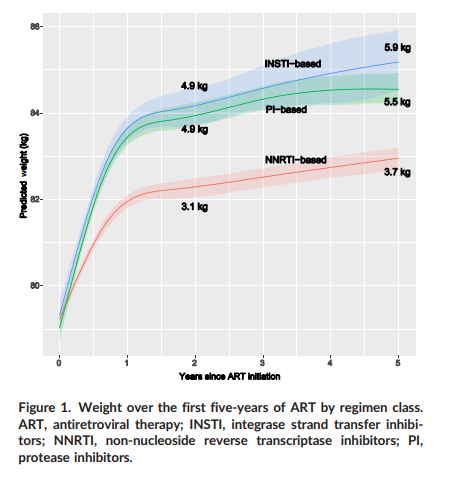 86
84
82
80
Predicted weight (kg)
INSTI-based
5.9 kg
4.9 kg
PI-based
5.5 kg
4.9 kg
NNRTI-based
3.7 kg
3.1 kg
0 1 2 3 4 5
Years since ART initiation
Figure 1. Weight over the first five-years of ART by regimen class.
ART, antiretroviral therapy; INSTI, integrase strand transfer inhibi-
tors; NNRTI, non-nucleoside reverse transcriptase inhibitors; PI,
protease inhibitors.